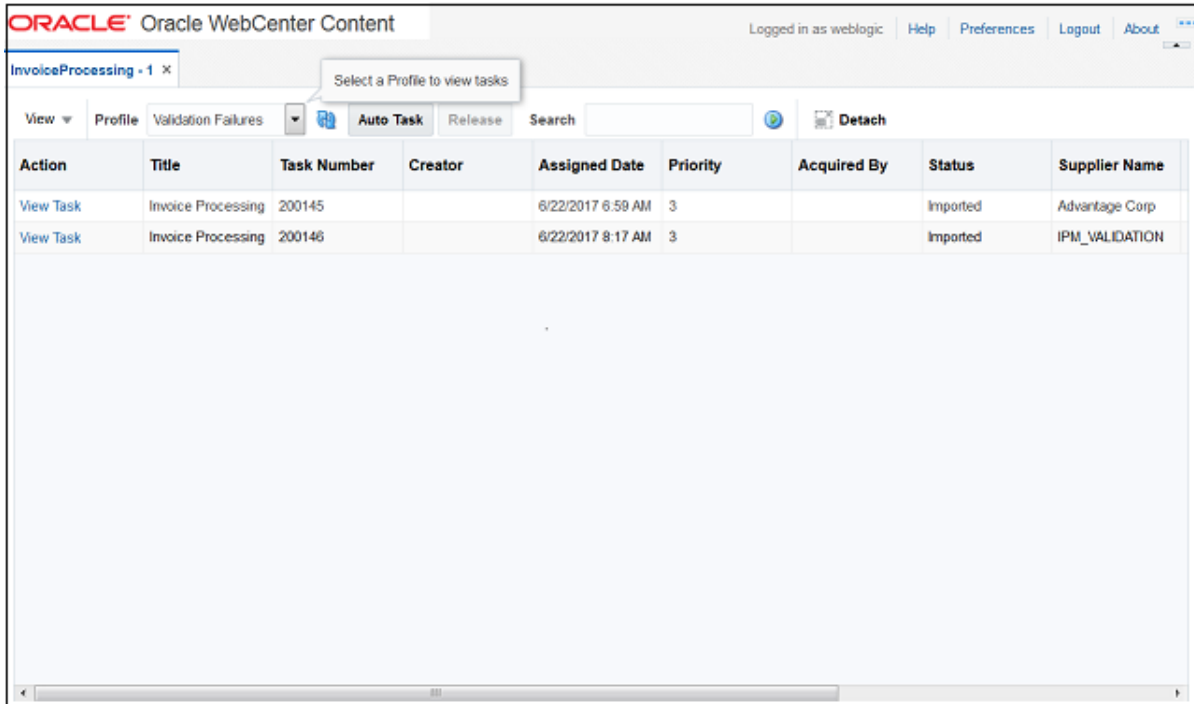 ORACLE® Oracle WebCenter Content
Logged in as weblogic Help Preferences Logout About
InvoiceProcessing - 1 ×
Select a Profile to view tasks
View Profile Validation Failures Auto Task Release Search Detach
Action Title Task Number Creator Assigned Date Priority Acquired By Status Supplier Name
View Task Invoice Processing 200145 6/22/2017 6:59 AM 3 Imported Advantage Corp
View Task Invoice Processing 200146 6/22/2017 8:17 AM 3 Imported IPM_VALIDATION